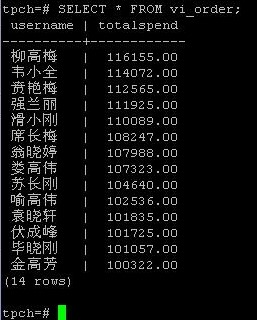 tpch=# SELECT * FROM vi_order;
username | totalspend
----------+------------
柳高梅 | 116155.00
韦小全 | 114072.00
贲艳梅 | 112565.00
强兰丽 | 111925.00
滑小刚 | 110089.00
席长梅 | 108247.00
翁晓婷 | 107988.00
娄高伟 | 107323.00
苏长刚 | 104640.00
喻高伟 | 102536.00
袁晓轩 | 101835.00
伏成峰 | 101725.00
毕晓刚 | 101057.00
金高芳 | 100322.00
(14 rows)
tpch=#